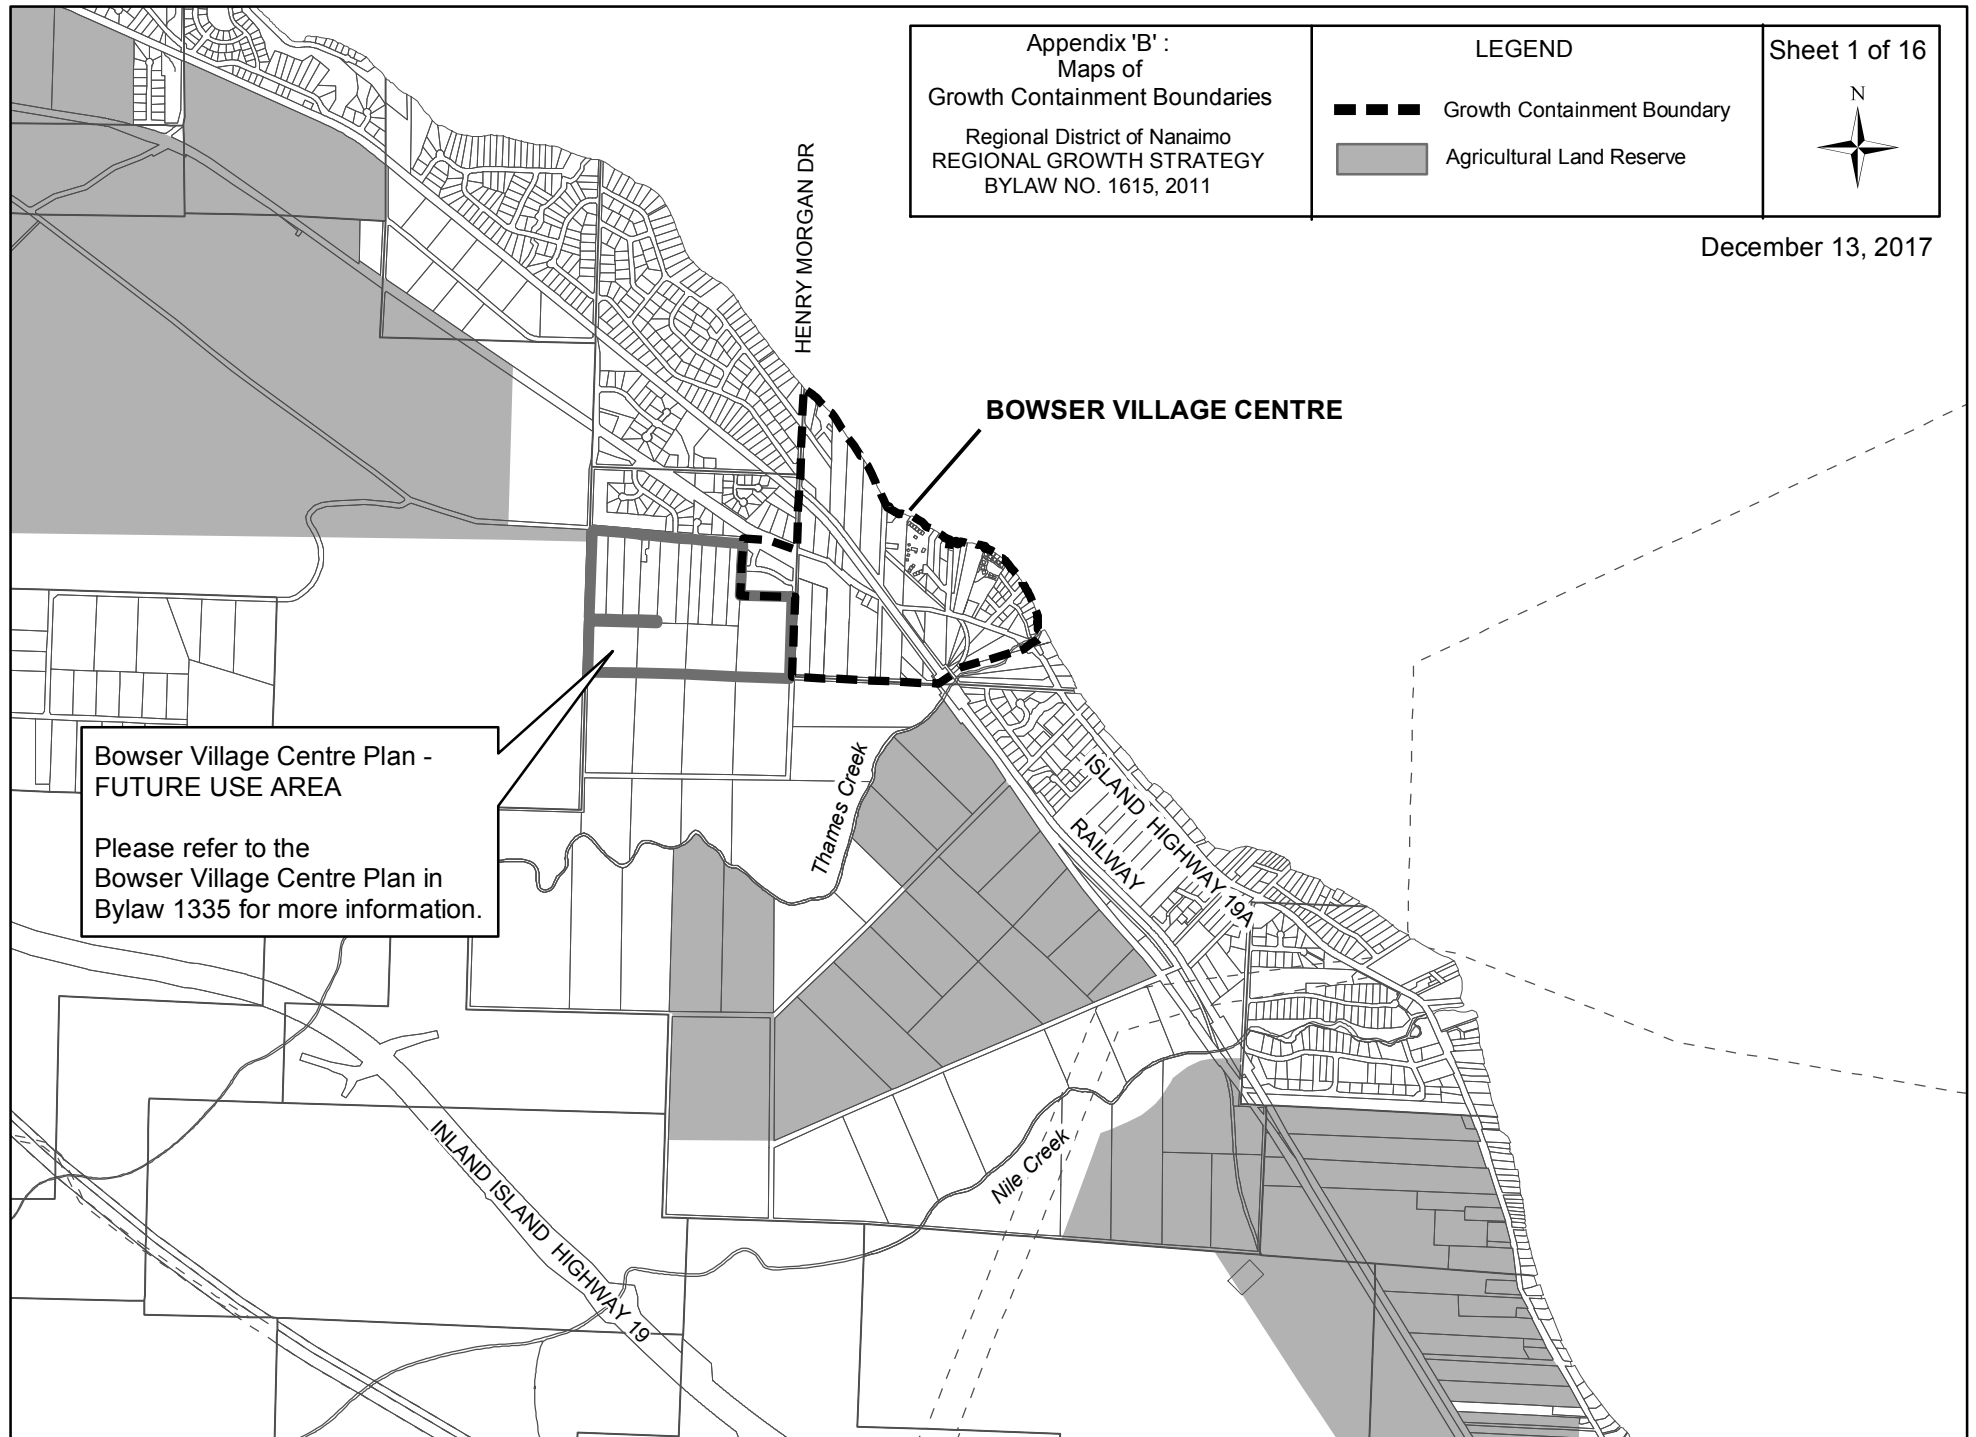 Appendix 'B' :
Maps of
Growth Containment Boundaries
Regional District of Nanaimo
REGIONAL GROWTH STRATEGY
BYLAW NO. 1615, 2011
LEGEND
Growth Containment Boundary
Agricultural Land Reserve
Sheet 1 of 16
N
December 13, 2017
HENRY MORGAN DR
BOWSER VILLAGE CENTRE
Bowser Village Centre Plan -
FUTURE USE AREA
Please refer to the
Bowser Village Centre Plan in
Bylaw 1335 for more information.
Thames Creek
ISLAND HIGHWAY 19A
RAILWAY
Nile Creek
INLAND ISLAND HIGHWAY 19